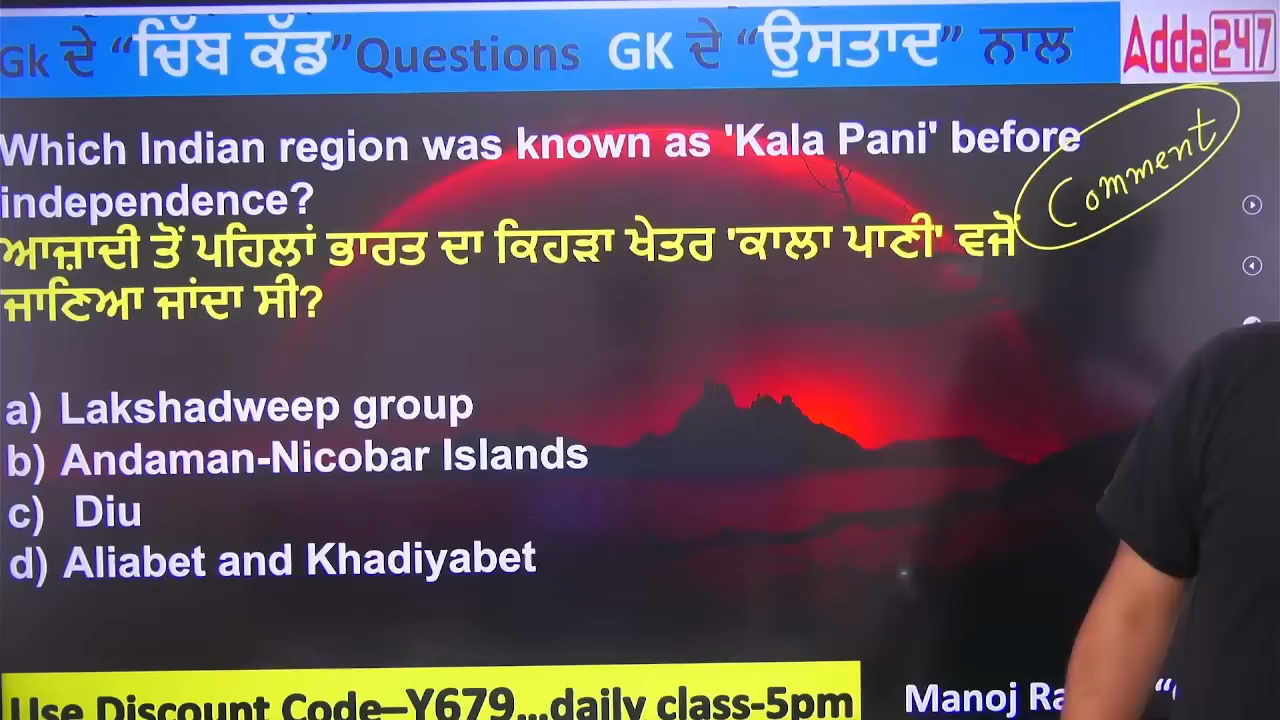 Gk ਦੇ “ਚਿੱਬ ਕੱਡ”Questions GK ਦੇ “ਉਸਤਾਦ” ਨਾਲ
Adda247
Which Indian region was known as 'Kala Pani' before
independence?
Comment
ਆਜ਼ਾਦੀ ਤੋਂ ਪਹਿਲਾਂ ਭਾਰਤ ਦਾ ਕਿਹੜਾ ਖੇਤਰ 'ਕਾਲਾ ਪਾਣੀ' ਵਜੋਂ
ਜਾਣਿਆ ਜਾਂਦਾ ਸੀ?
a) Lakshadweep group
b) Andaman-Nicobar Islands
c) Diu
d) Aliabet and Khadiyabet
Use Discount Code–Y679...daily class-5pm
Manoj